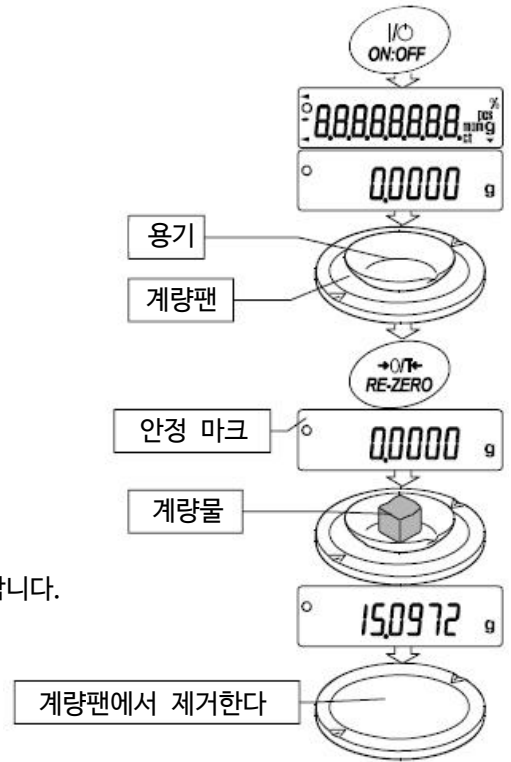 I/⏻
ON:OFF
8.8.8.8.8.8.8.8. % pcs mom g ct
0.0000 g
용기
계량팬
→0/T←
RE-ZERO
안정 마크
0.0000 g
계량물
니다.
15.0972 g
계량팬에서 제거한다